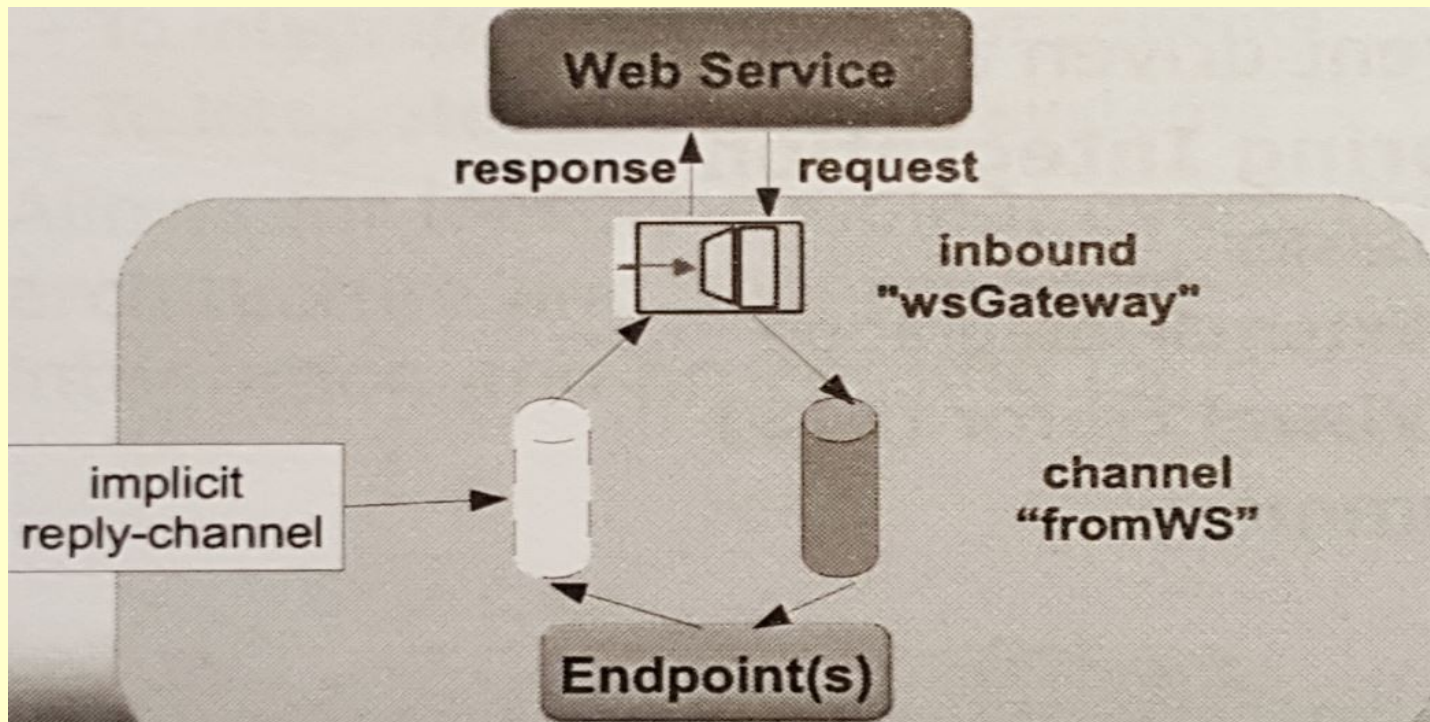 Web Service
response
request
inbound
"wsGateway"
implicit
reply-channel
channel
“fromWS”
Endpoint(s)